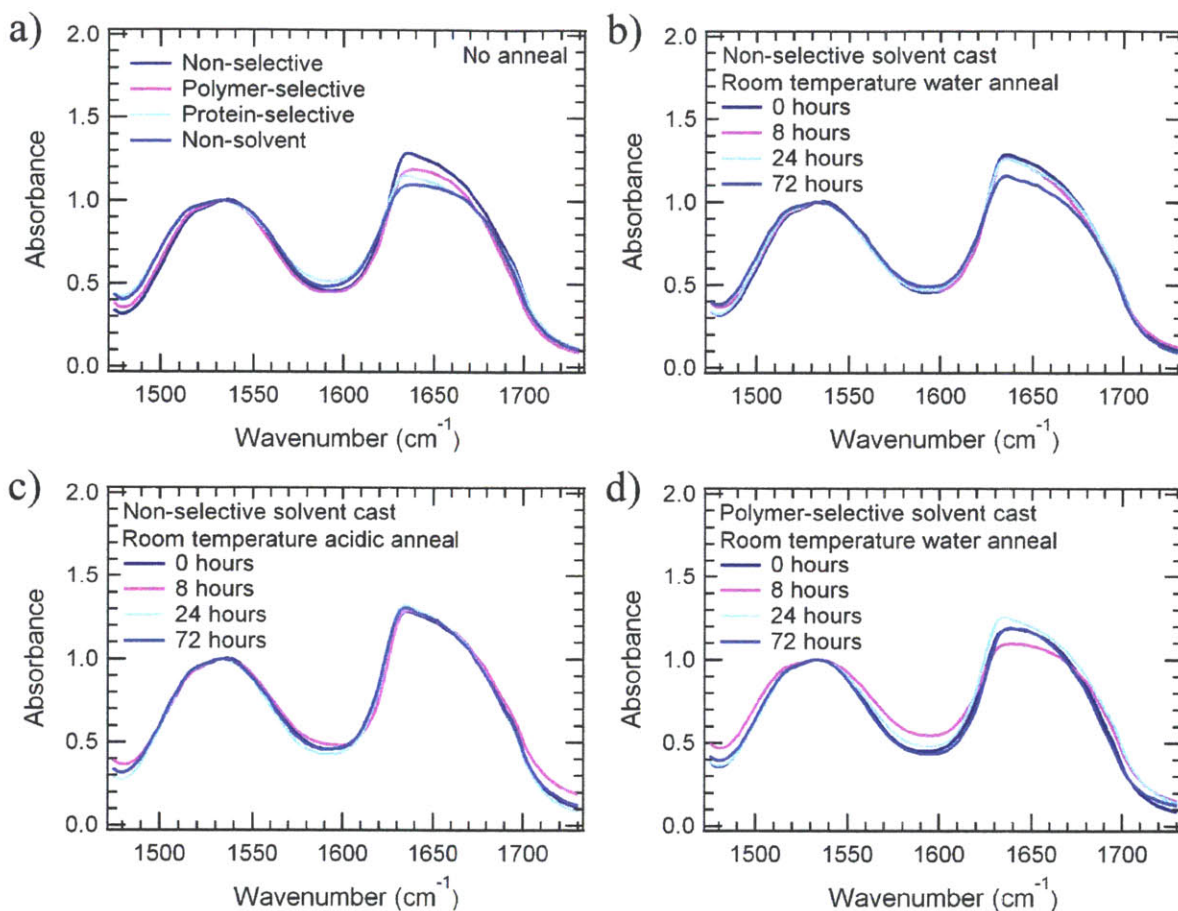 a)
2.0
1.5
1.0
0.5
0.0
Absorbance
No anneal
Non-selective
Polymer-selective
Protein-selective
Non-solvent
1500 1550 1600 1650 1700
Wavenumber (cm⁻¹)
b)
2.0
1.5
1.0
0.5
0.0
Absorbance
Non-selective solvent cast
Room temperature water anneal
0 hours
8 hours
24 hours
72 hours
1500 1550 1600 1650 1700
Wavenumber (cm⁻¹)
c)
2.0
1.5
1.0
0.5
0.0
Absorbance
Non-selective solvent cast
Room temperature acidic anneal
0 hours
8 hours
24 hours
72 hours
1500 1550 1600 1650 1700
Wavenumber (cm⁻¹)
d)
2.0
1.5
1.0
0.5
0.0
Absorbance
Polymer-selective solvent cast
Room temperature water anneal
0 hours
8 hours
24 hours
72 hours
1500 1550 1600 1650 1700
Wavenumber (cm⁻¹)